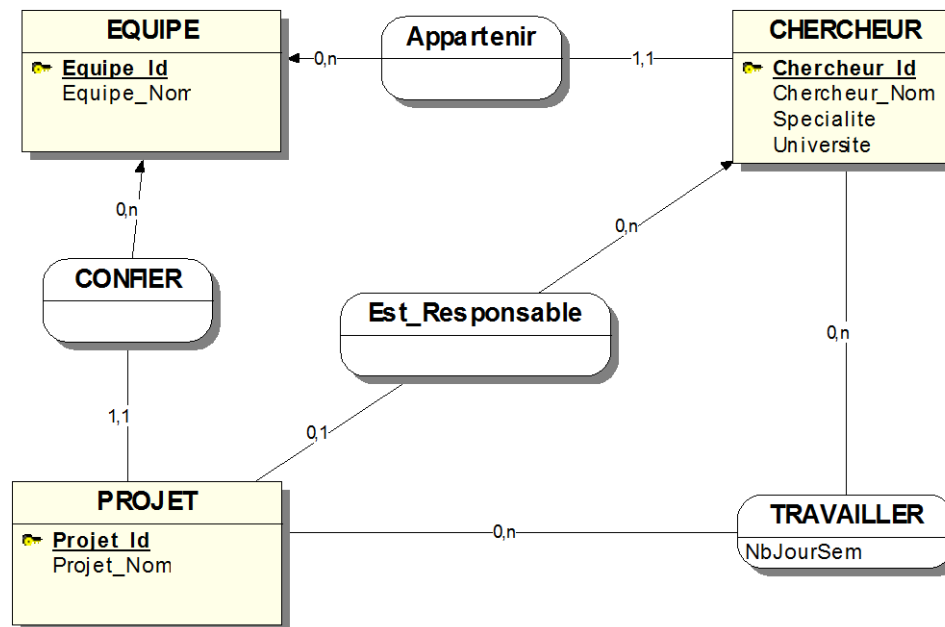 EQUIPE
Equipe_Id
Equipe_Nom
0,n
Appartenir
1,1
CHERCHEUR
Chercheur_Id
Chercheur_Nom
Specialite
Universite
0,n
CONFIER
1,1
0,n
Est_Responsable
0,1
0,n
PROJET
Projet_Id
Projet_Nom
0,n
TRAVAILLER
NbJourSem